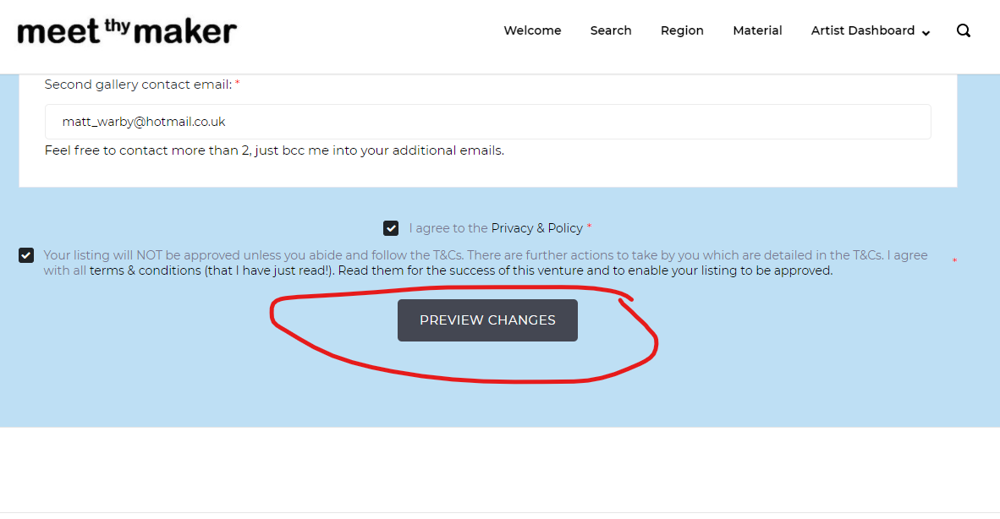 meet thy maker
Welcome Search Region Material Artist Dashboard
Second gallery contact email: *
matt_warby@hotmail.co.uk
Feel free to contact more than 2, just bcc me into your additional emails.
I agree to the Privacy & Policy *
Your listing will NOT be approved unless you abide and follow the T&Cs. There are further actions to take by you which are detailed in the T&Cs. I agree *
with all terms & conditions (that I have just read!). Read them for the success of this venture and to enable your listing to be approved.
PREVIEW CHANGES